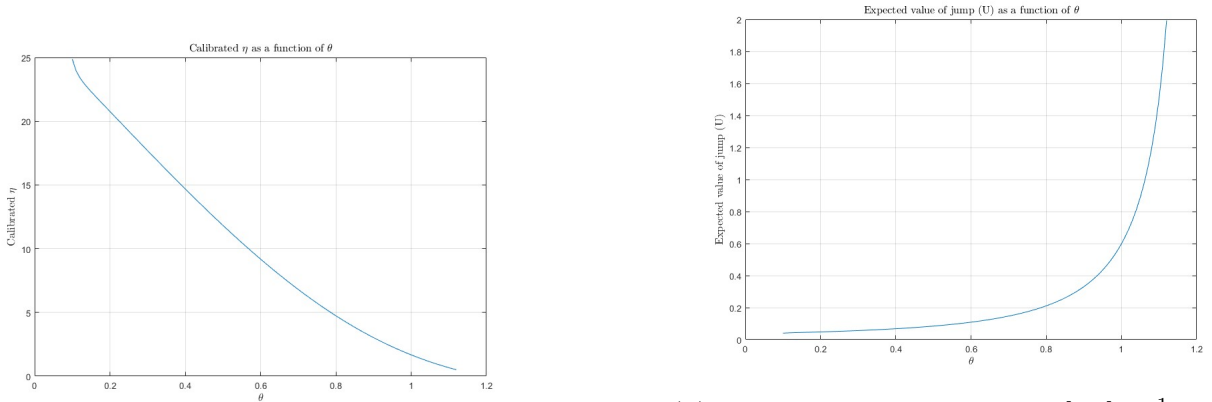 Calibrated η as a function of θ
25
20
15
10
5
0
0 0.2 0.4 0.6 0.8 1 1.2
Calibrated η
θ
Expected value of jump (U) as a function of θ
2
1.8
1.6
1.4
1.2
1
0.8
0.6
0.4
0.2
0
0 0.2 0.4 0.6 0.8 1 1.2
Expected value of jump (U)
θ